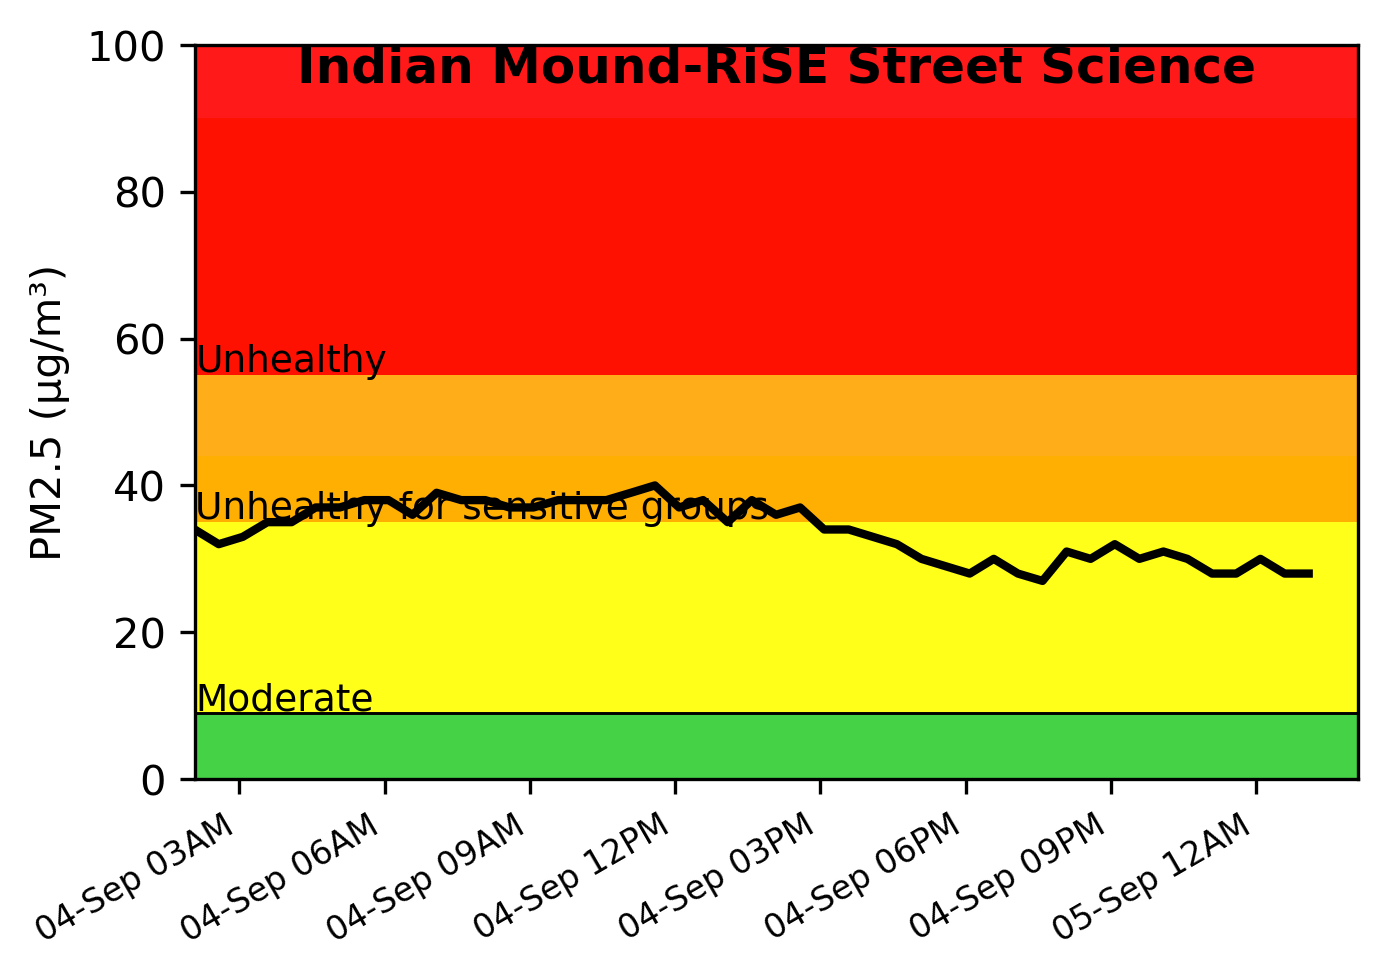 Indian Mound-RiSE Street Science
PM2.5 (µg/m³)
100
80
60
40
20
0
Unhealthy
Unhealthy for sensitive groups
Moderate
04-Sep 03AM
04-Sep 06AM
04-Sep 09AM
04-Sep 12PM
04-Sep 03PM
04-Sep 06PM
04-Sep 09PM
05-Sep 12AM